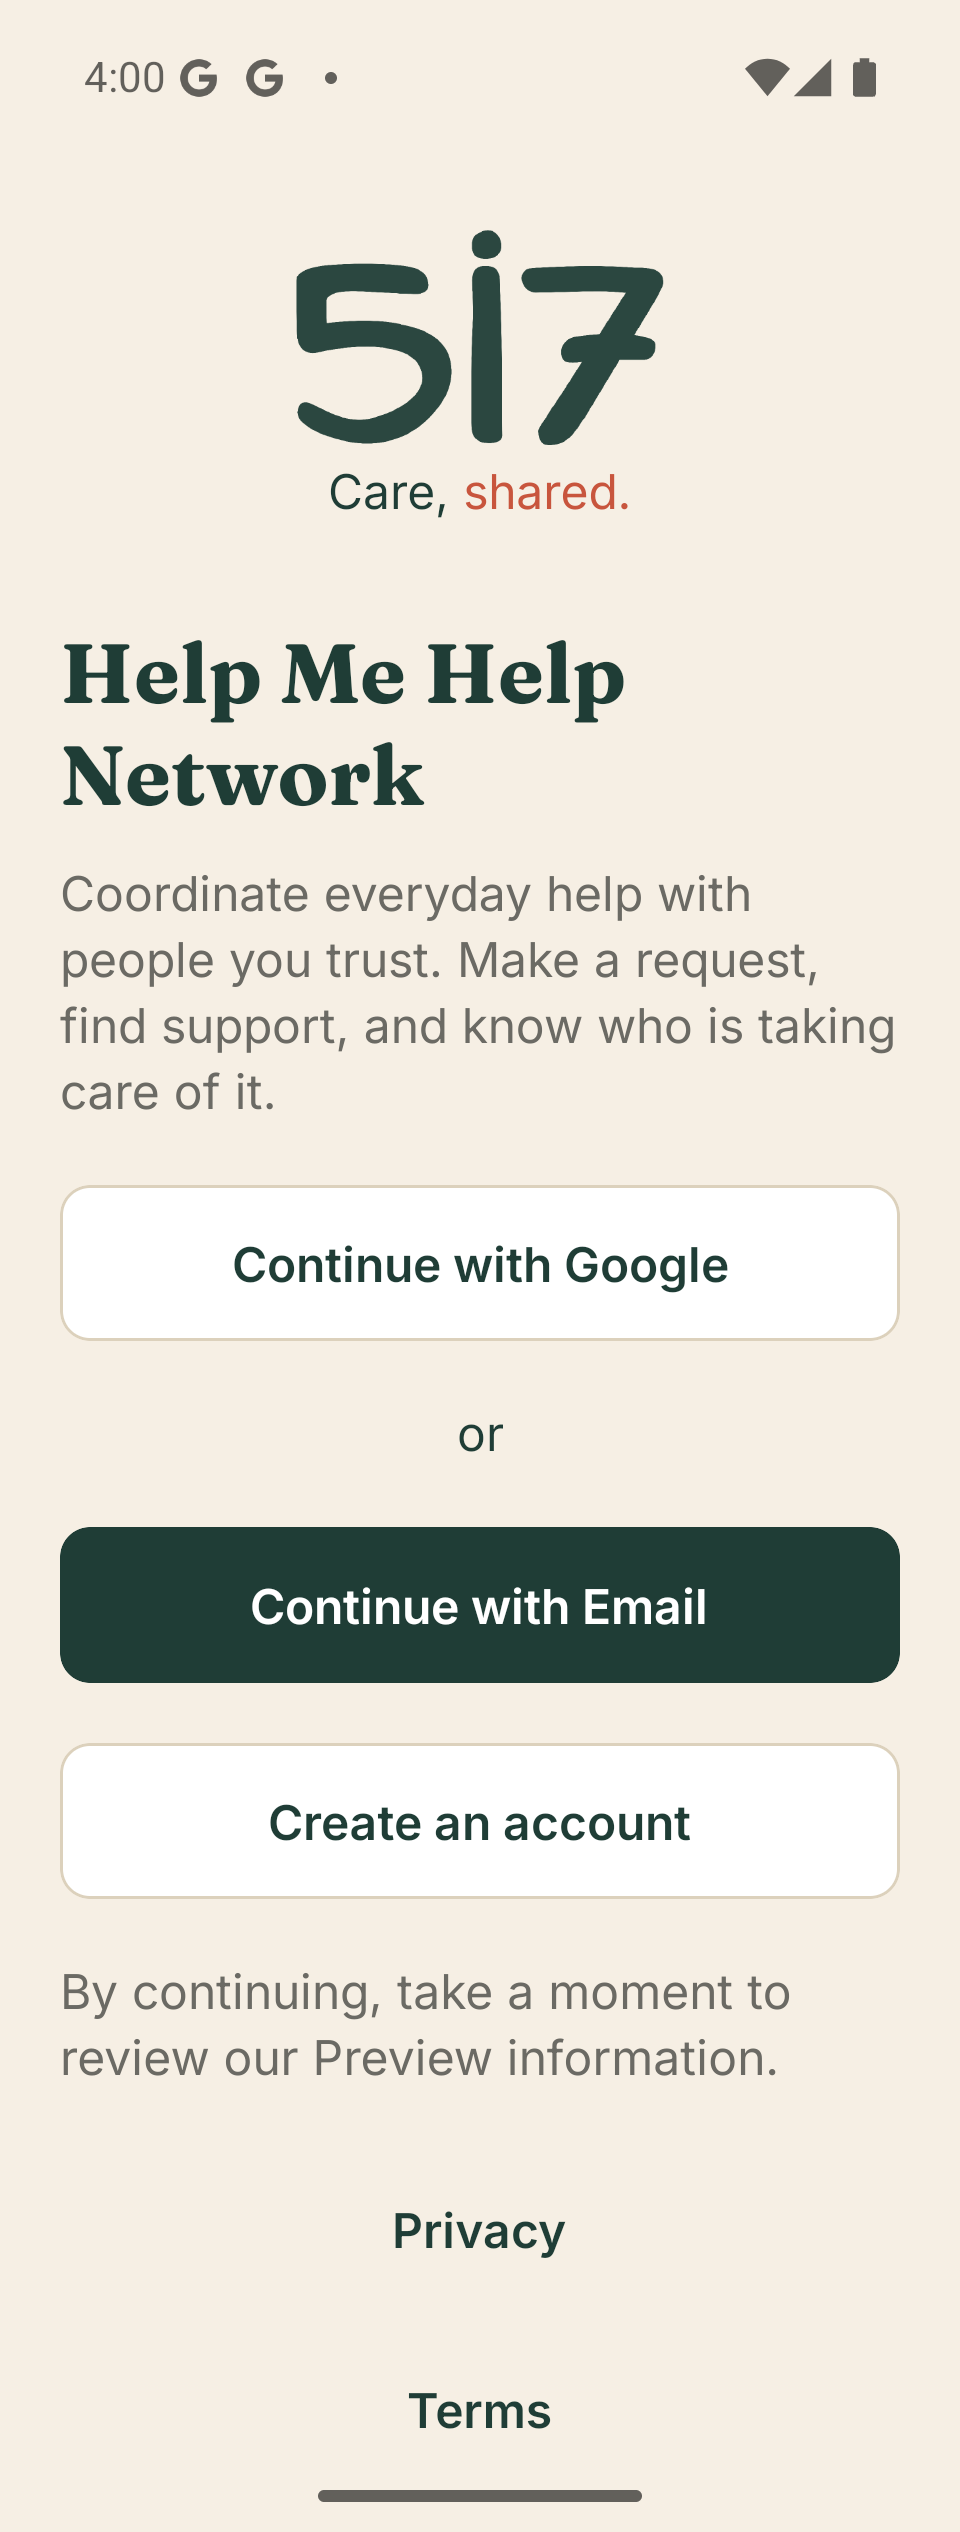 4:00
5i7
Care, shared.
Help Me Help
Network
Coordinate everyday help with
people you trust. Make a request,
find support, and know who is taking
care of it.
Continue with Google
or
Continue with Email
Create an account
By continuing, take a moment to
review our Preview information.
Privacy
Terms